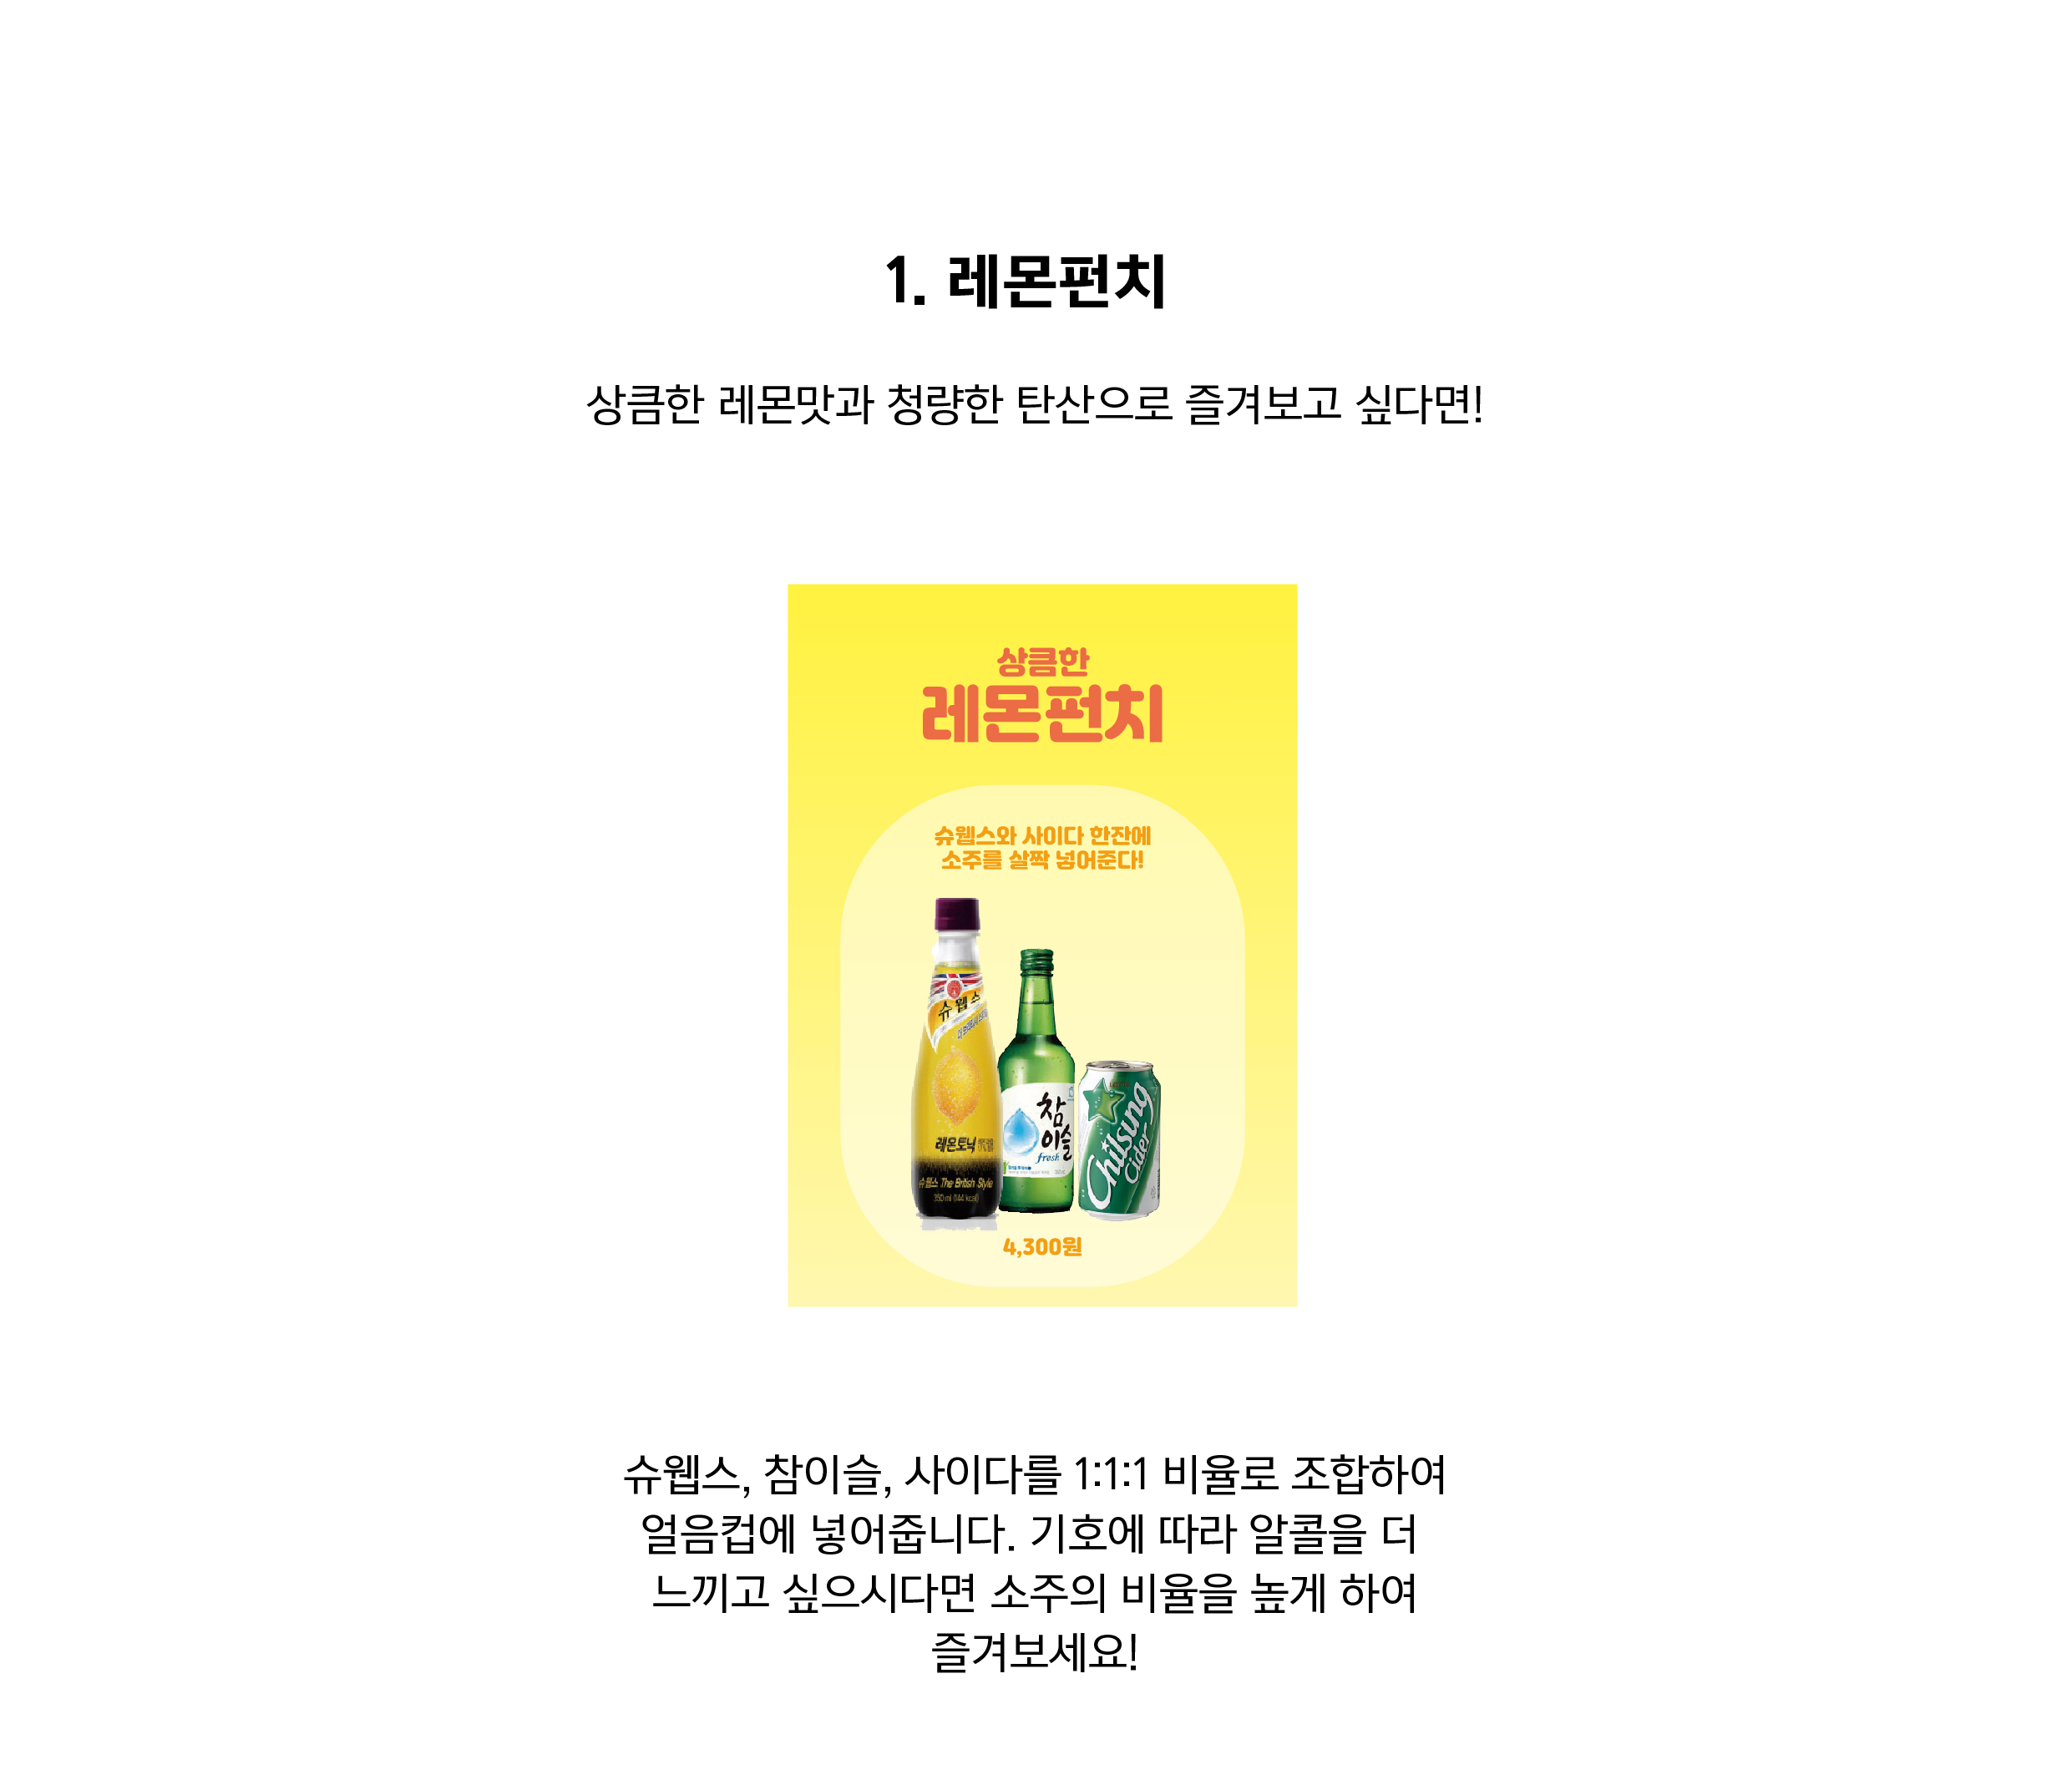 1. 레몬펀치
상큼한 레몬맛과 청량한 탄산으로 즐겨보고 싶다면!
상큼한
레몬펀치
슈웹스와 사이다 한잔에
소주를 살짝 넣어준다!
슈웹스
레몬토닉
슈웹스 The British Style
350 ml (144 kcal)
참
이슬
fresh
Chilsung
Cider
4,300원
슈웹스, 참이슬, 사이다를 1:1:1 비율로 조합하여
얼음컵에 넣어줍니다. 기호에 따라 알콜을 더
느끼고 싶으시다면 소주의 비율을 높게 하여
즐겨보세요!